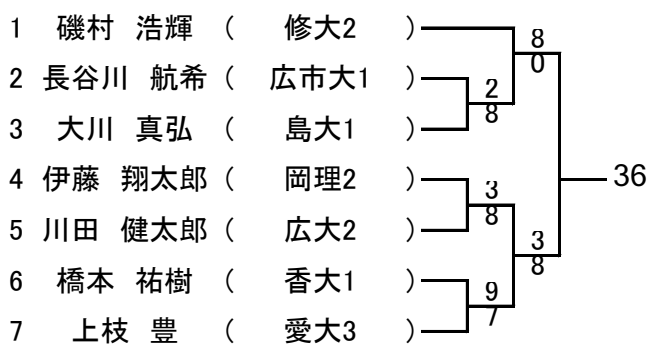 1 磯村 浩輝 ( 修大2 )
8
0
2 長谷川 航希 ( 広市大1 )
2
8
3 大川 真弘 ( 島大1 )
4 伊藤 翔太郎 ( 岡理2 )
36
3
8
5 川田 健太郎 ( 広大2 )
3
8
6 橋本 祐樹 ( 香大1 )
9
7
7 上枝 豊 ( 愛大3 )